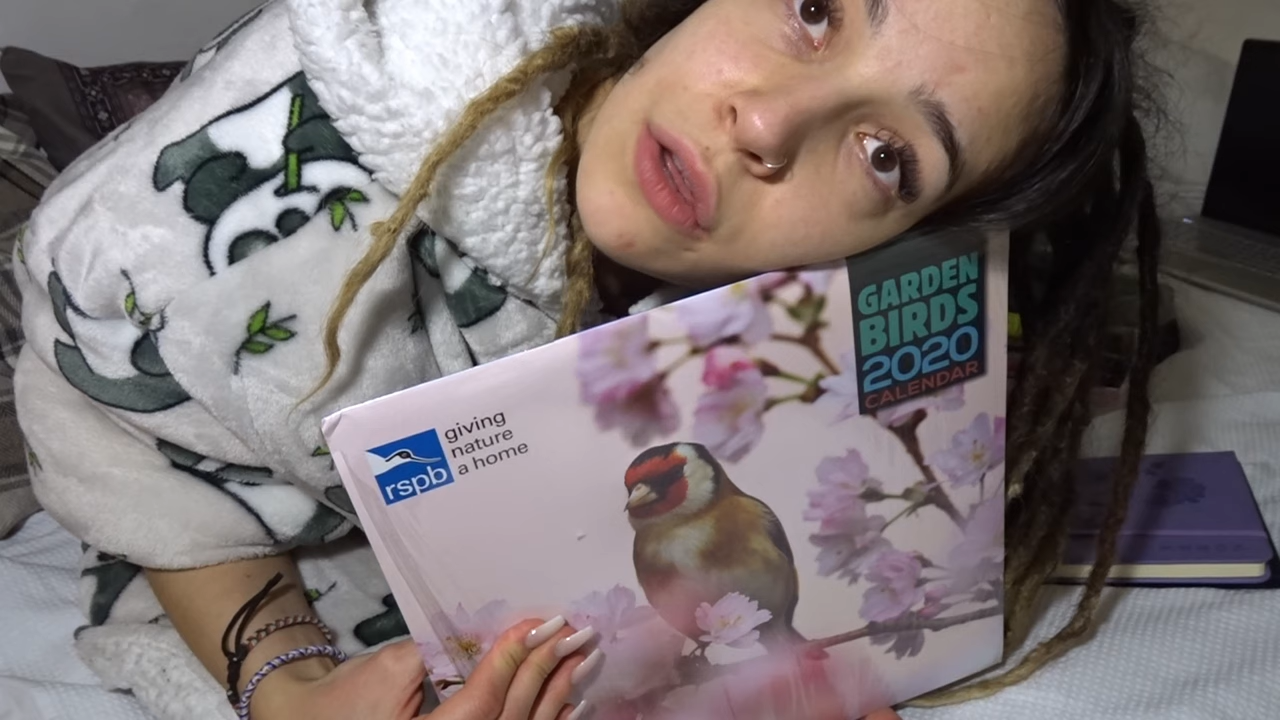 GARDEN
BIRDS
2020
CALENDAR
giving
nature
a home
rspb